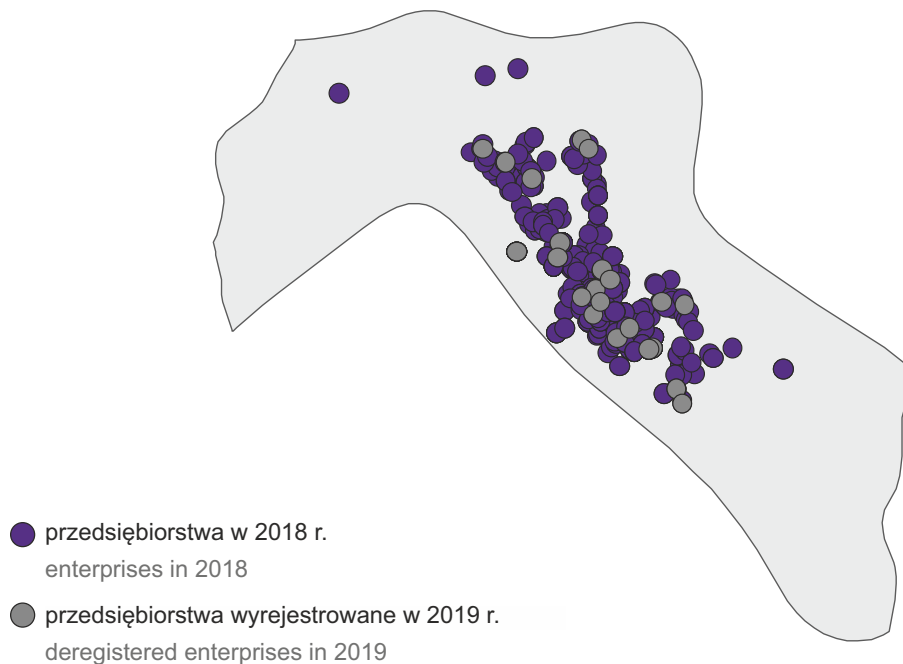 przedsiębiorstwa w 2018 r.
enterprises in 2018
przedsiębiorstwa wyrejestrowane w 2019 r.
deregistered enterprises in 2019